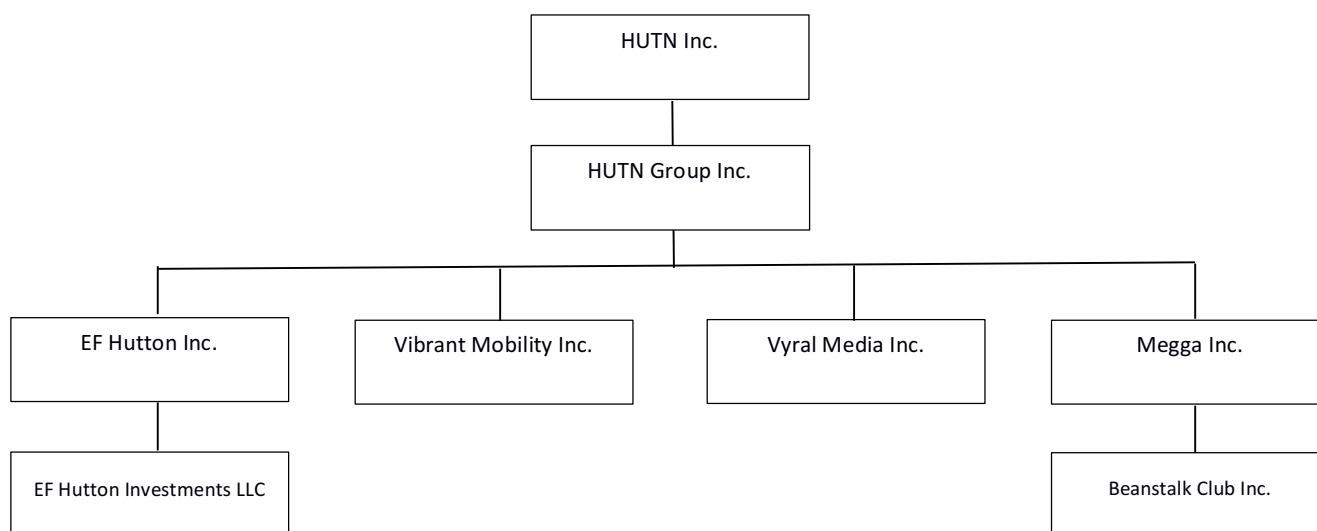 HUTN Inc.
HUTN Group Inc.
EF Hutton Inc.
Vibrant Mobility Inc.
Vyral Media Inc.
Megga Inc.
EF Hutton Investments LLC
Beanstalk Club Inc.